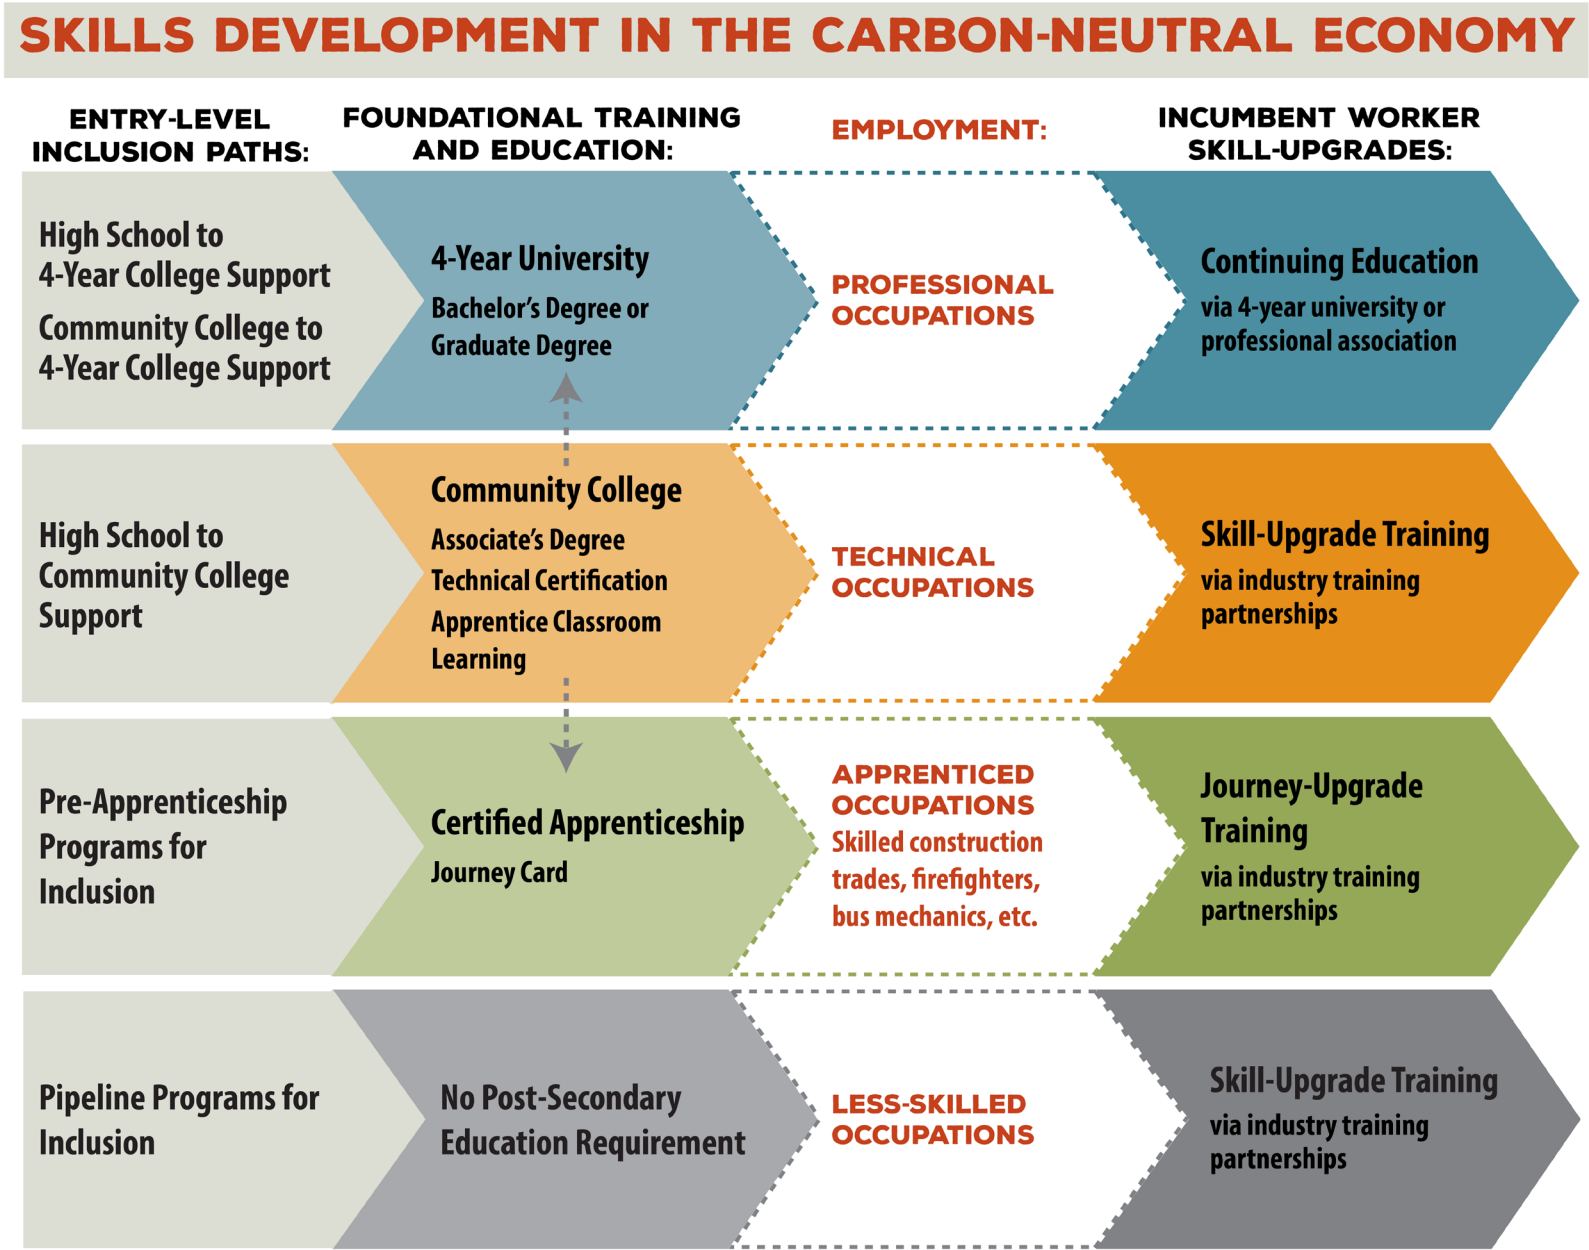 SKILLS DEVELOPMENT IN THE CARBON-NEUTRAL ECONOMY
ENTRY-LEVEL
INCLUSION PATHS:
FOUNDATIONAL TRAINING
AND EDUCATION:
EMPLOYMENT:
INCUMBENT WORKER
SKILL-UPGRADES:
High School to
4-Year College Support
Community College to
4-Year College Support
4-Year University
Bachelor's Degree or
Graduate Degree
PROFESSIONAL
OCCUPATIONS
Continuing Education
via 4-year university or
professional association
High School to
Community College
Support
Community College
Associate's Degree
Technical Certification
Apprentice Classroom
Learning
TECHNICAL
OCCUPATIONS
Skill-Upgrade Training
via industry training
partnerships
Pre-Apprenticeship
Programs for
Inclusion
Certified Apprenticeship
Journey Card
APPRENTICED
OCCUPATIONS
Skilled construction
trades, firefighters,
bus mechanics, etc.
Journey-Upgrade
Training
via industry training
partnerships
Pipeline Programs for
Inclusion
No Post-Secondary
Education Requirement
LESS-SKILLED
OCCUPATIONS
Skill-Upgrade Training
via industry training
partnerships